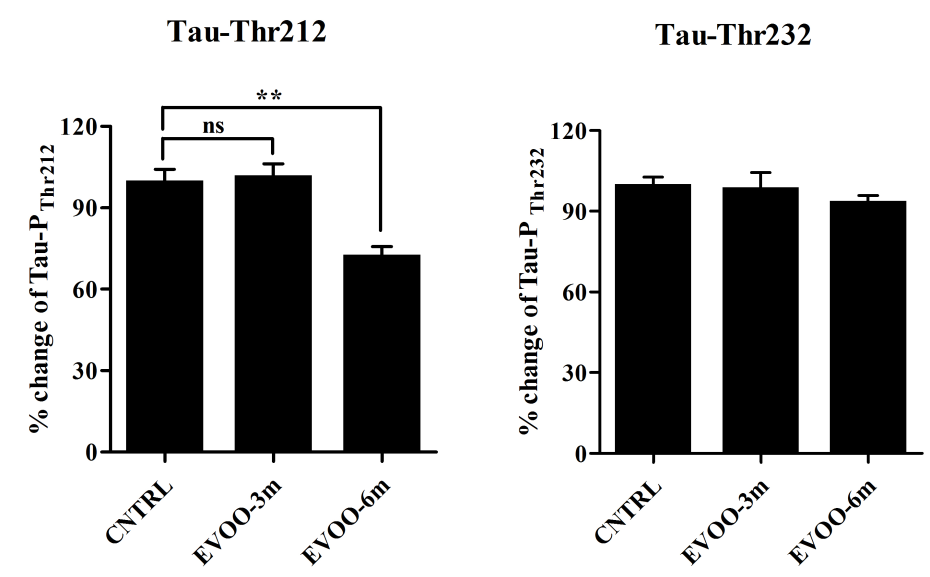 Tau-Thr212
% change of Tau-P Thr212
120
90
60
30
0
**
ns
CNTRL
EVOO-3m
EVOO-6m
Tau-Thr232
% change of Tau-P Thr232
120
90
60
30
0
CNTRL
EVOO-3m
EVOO-6m